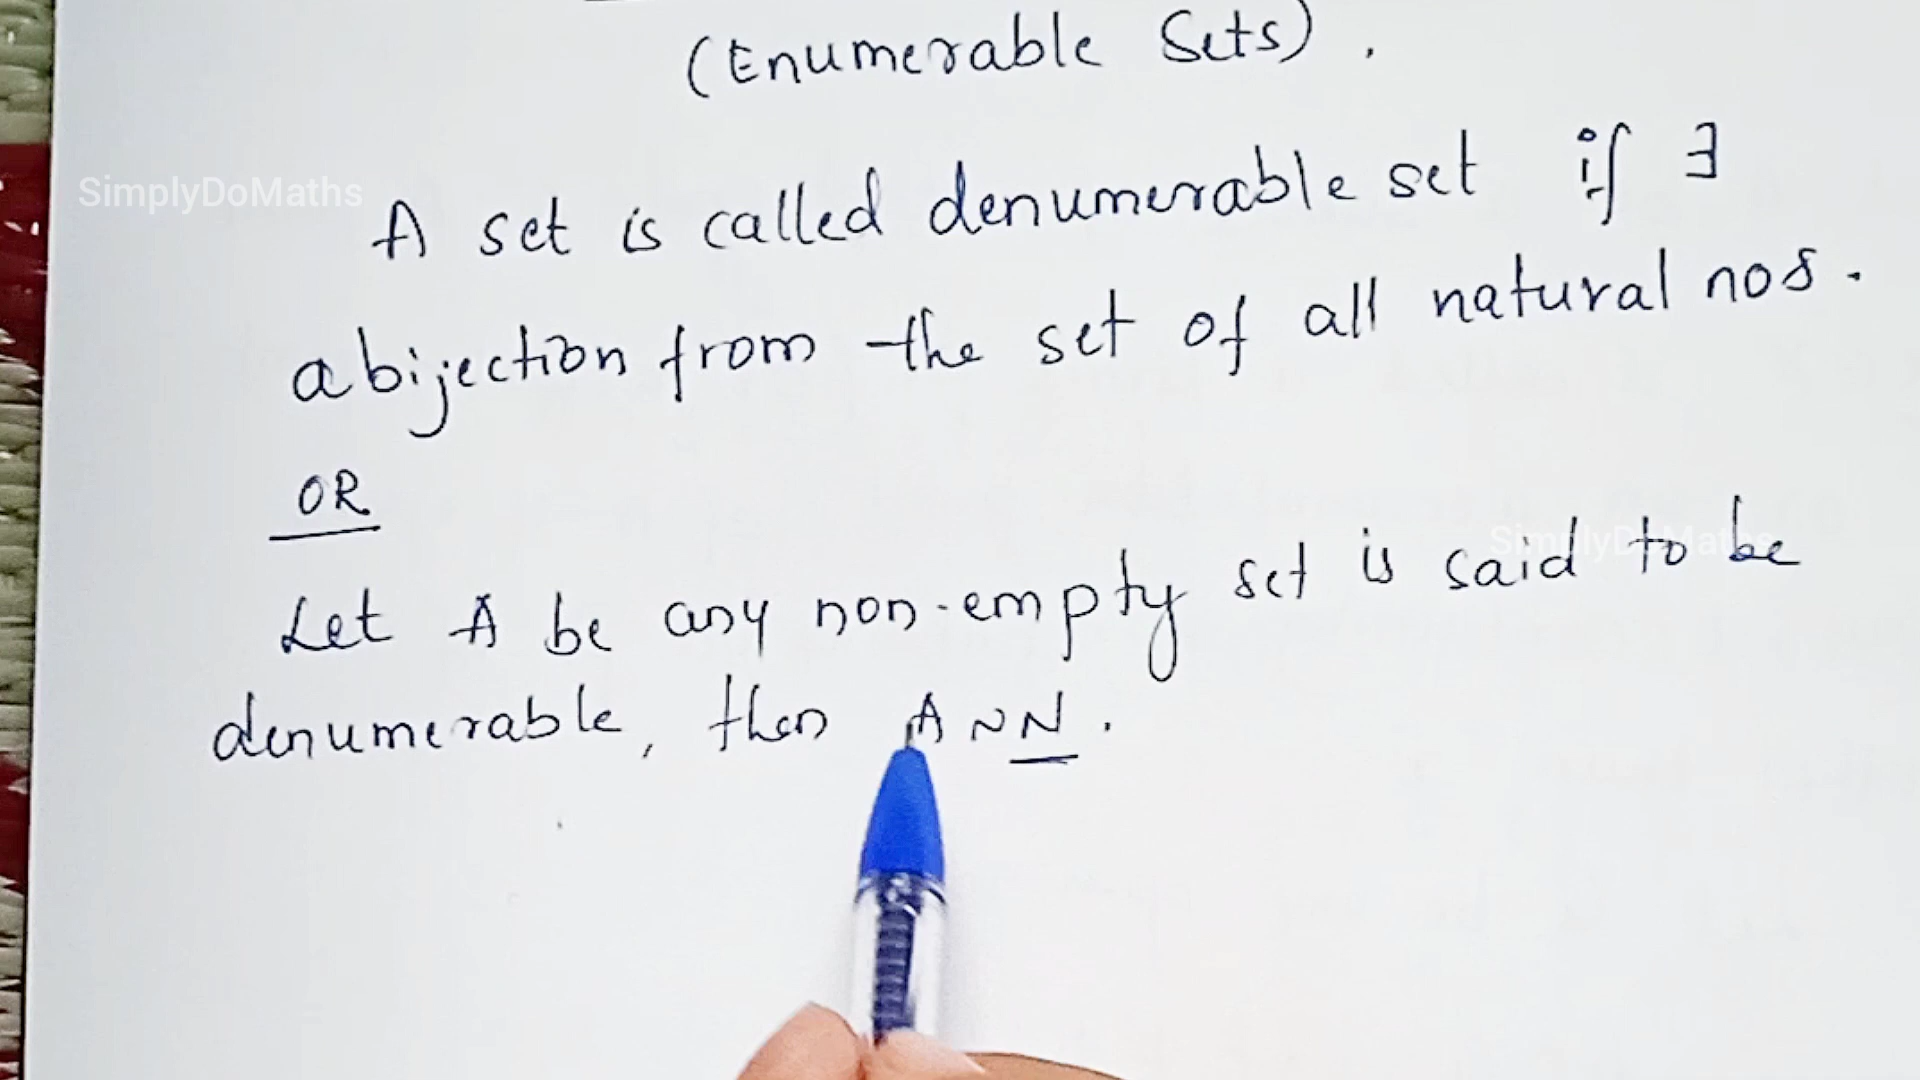 (Enumerable Sets).
SimplyDoMaths
A set is called denumerable set if ∃
a bijection from the set of all natural nos.
OR
SimplyDoMaths
Let A be any non-empty set is said to be
denumerable, then A ~ N.